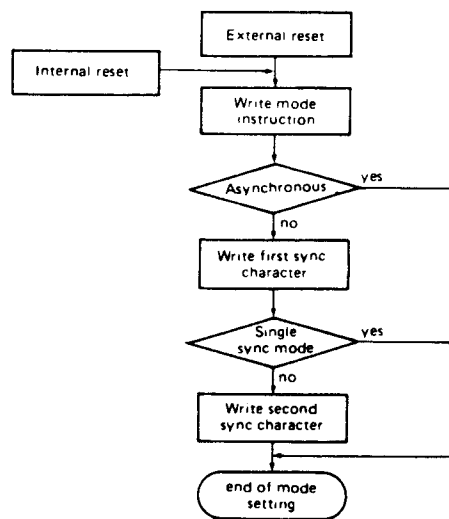 External reset
Internal reset
Write mode
instruction
Asynchronous
yes
no
Write first sync
character
Single
sync mode
yes
no
Write second
sync character
end of mode
setting